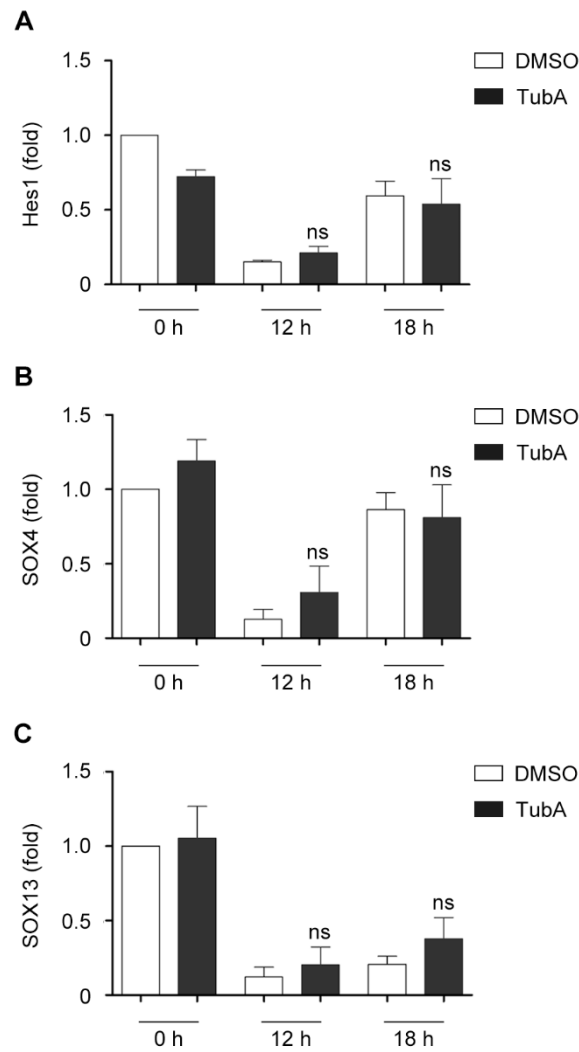 A
Hes1 (fold)
1.5
1.0
0.5
0
DMSO
TubA
ns
ns
0 h
12 h
18 h
B
SOX4 (fold)
1.5
1.0
0.5
0
DMSO
TubA
ns
ns
0 h
12 h
18 h
C
SOX13 (fold)
1.5
1.0
0.5
0
DMSO
TubA
ns
ns
0 h
12 h
18 h